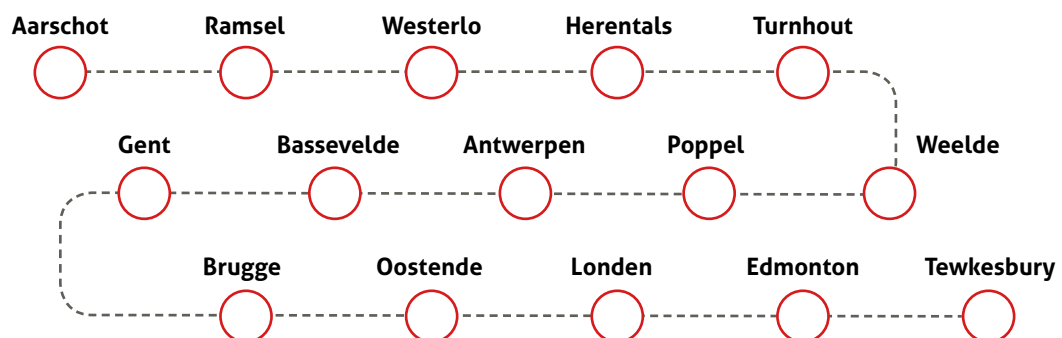 Aarschot Ramsel Westerlo Herentals Turnhout
Gent Bassevelde Antwerpen Poppel Weelde
Brugge Oostende Londen Edmonton Tewkesbury